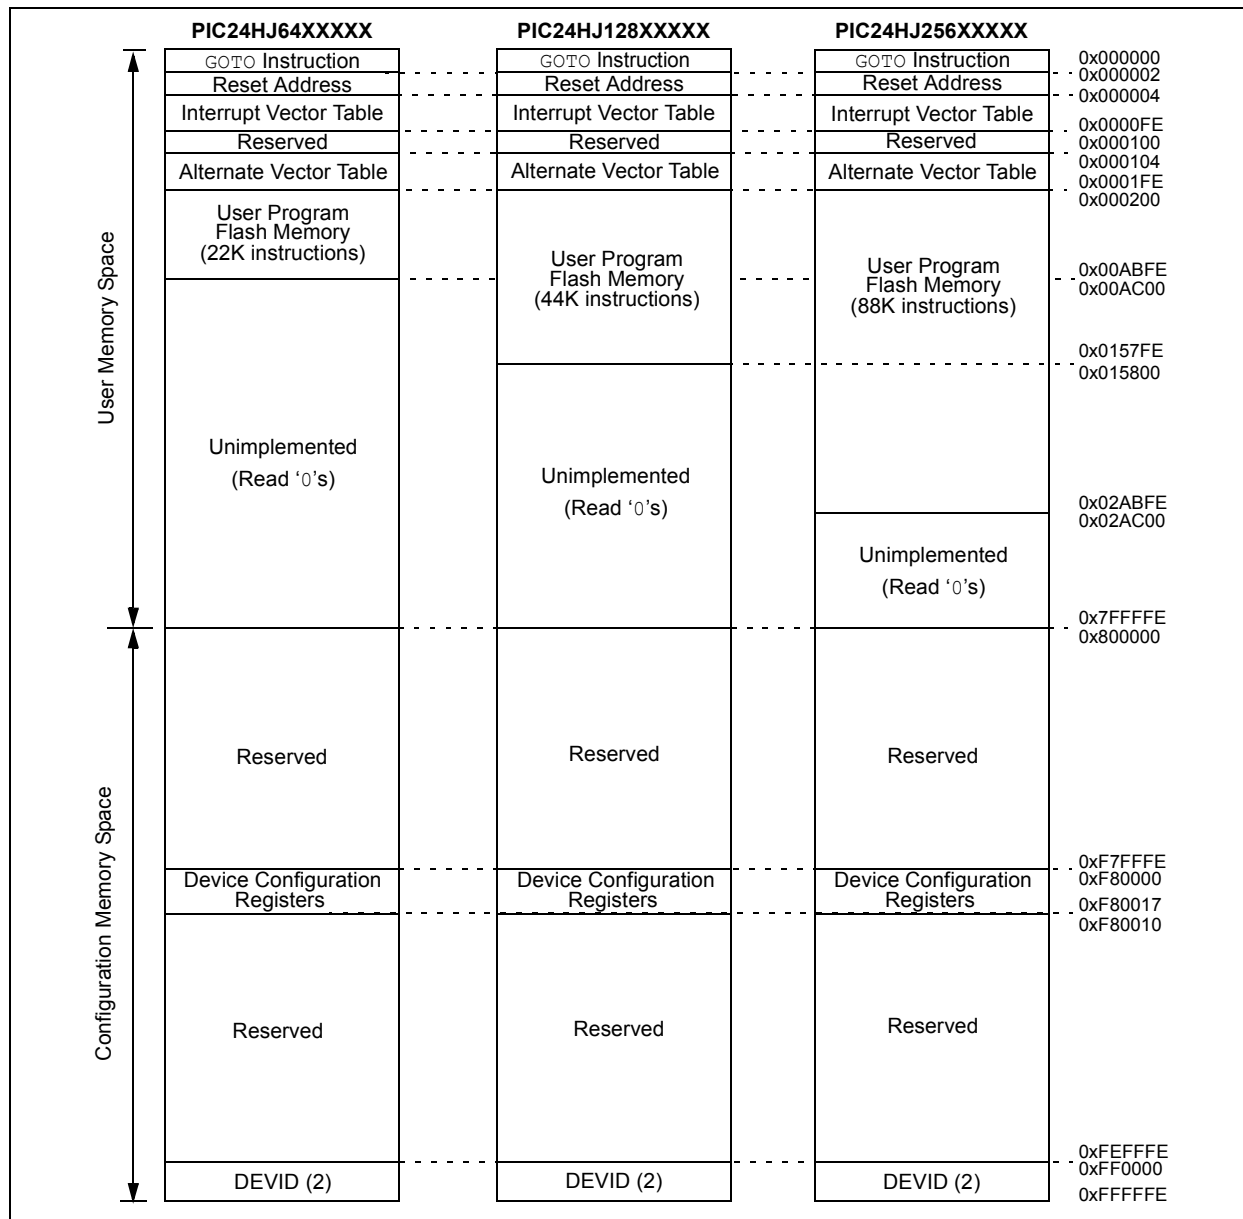 PIC24HJ64XXXXX
PIC24HJ128XXXXX
PIC24HJ256XXXXX
GOTO Instruction
GOTO Instruction
GOTO Instruction
0x000000
Reset Address
Reset Address
Reset Address
0x000002
0x000004
Interrupt Vector Table
Interrupt Vector Table
Interrupt Vector Table
0x0000FE
Reserved
Reserved
Reserved
0x000100
0x000104
Alternate Vector Table
Alternate Vector Table
Alternate Vector Table
0x0001FE
0x000200
User Program
Flash Memory
(22K instructions)
User Program
Flash Memory
(44K instructions)
User Program
Flash Memory
(88K instructions)
0x00ABFE
0x00AC00
User Memory Space
0x0157FE
0x015800
Unimplemented
(Read ‘0’s)
Unimplemented
(Read ‘0’s)
0x02ABFE
0x02AC00
Unimplemented
(Read ‘0’s)
0x7FFFFE
0x800000
Reserved
Reserved
Reserved
Configuration Memory Space
0xF7FFFE
0xF80000
Device Configuration
Registers
Device Configuration
Registers
Device Configuration
Registers
0xF80017
0xF80010
Reserved
Reserved
Reserved
0xFEFFFE
0xFF0000
DEVID (2)
DEVID (2)
DEVID (2)
0xFFFFFE